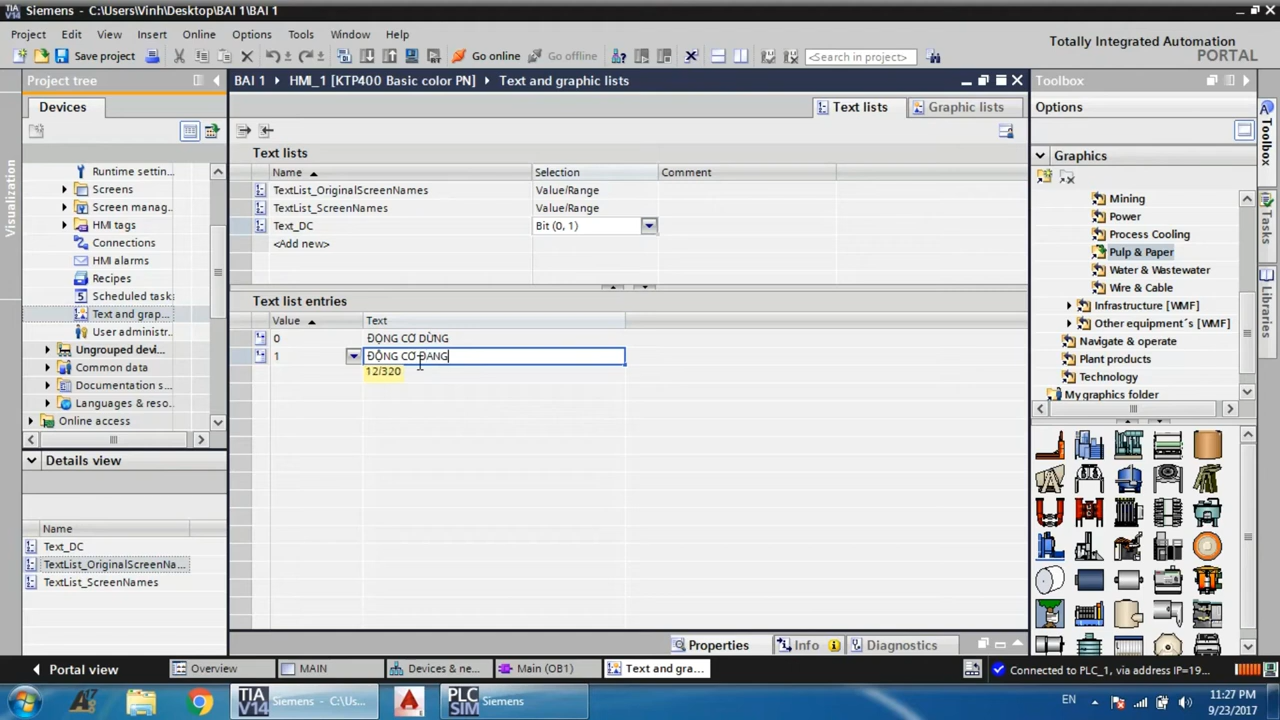 Siemens - C:\Users\Vinh\Desktop\BAI 1\BAI 1
TIA
V14
Project Edit View Insert Online Options Tools Window Help
Totally Integrated Automation
PORTAL
Save project
Go online
Go offline
<Search in project>
Project tree
BAI 1 HMI_1 [KTP400 Basic color PN] Text and graphic lists
Toolbox
Devices
Text lists
Graphic lists
Options
Visualization
Text lists
Name
Selection
Comment
TextList_OriginalScreenNames
Value/Range
TextList_ScreenNames
Value/Range
Text_DC
Bit (0, 1)
<Add new>
Text list entries
Value
Text
0
ĐỘNG CƠ DỪNG
1
ĐỘNG CƠ ĐANG
12/320
Runtime settin..
Screens
Screen manag..
HMI tags
Connections
HMI alarms
Recipes
Scheduled task:
Text and grap...
User administr..
Ungrouped devi...
Common data
Documentation s
Languages & reso..
Online access
Details view
Name
Text_DC
TextList_OriginalScreenNa...
TextList_ScreenNames
Graphics
Mining
Power
Process Cooling
Pulp & Paper
Water & Wastewater
Wire & Cable
Infrastructure [WMF]
Other equipment´s [WMF]
Navigate & operate
Plant products
Technology
My graphics folder
Toolbox
Tasks
Libraries
Properties
Info
Diagnostics
Portal view
Overview
MAIN
Devices & ne...
Main (OB1)
Text and gra...
Connected to PLC_1, via address IP=19...
TIA
V14
Siemens - C:\Us...
PLC
SIM
Siemens
EN
11:27 PM
9/23/2017